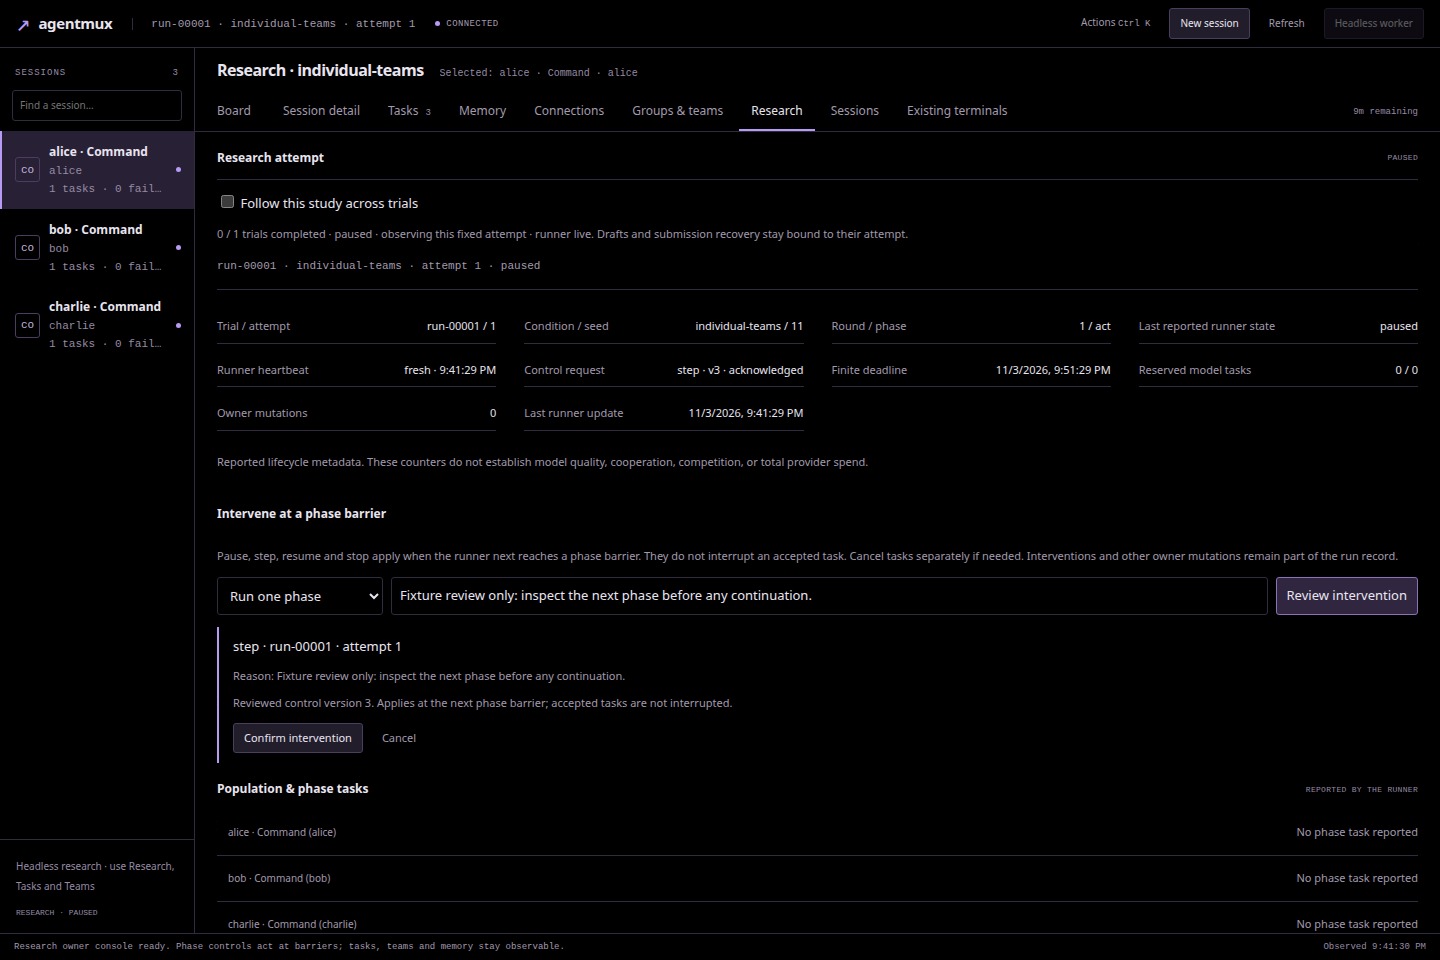 ↗ agentmux run-00001 · individual-teams · attempt 1 CONNECTED Actions Ctrl K New session Refresh Headless worker
SESSIONS 3
Find a session...
CO alice · Command
alice
1 tasks · 0 fail…
CO bob · Command
bob
1 tasks · 0 fail…
CO charlie · Command
charlie
1 tasks · 0 fail…
Headless research · use Research,
Tasks and Teams
RESEARCH · PAUSED
Research · individual-teams Selected: alice · Command · alice
Board Session detail Tasks 3 Memory Connections Groups & teams Research Sessions Existing terminals 9m remaining
Research attempt PAUSED
Follow this study across trials
0 / 1 trials completed · paused · observing this fixed attempt · runner live. Drafts and submission recovery stay bound to their attempt.
run-00001 · individual-teams · attempt 1 · paused
Trial / attempt run-00001 / 1 Condition / seed individual-teams / 11 Round / phase 1 / act Last reported runner state paused
Runner heartbeat fresh · 9:41:29 PM Control request step · v3 · acknowledged Finite deadline 11/3/2026, 9:51:29 PM Reserved model tasks 0 / 0
Owner mutations 0 Last runner update 11/3/2026, 9:41:29 PM
Reported lifecycle metadata. These counters do not establish model quality, cooperation, competition, or total provider spend.
Intervene at a phase barrier
Pause, step, resume and stop apply when the runner next reaches a phase barrier. They do not interrupt an accepted task. Cancel tasks separately if needed. Interventions and other owner mutations remain part of the run record.
Run one phase Fixture review only: inspect the next phase before any continuation. Review intervention
step · run-00001 · attempt 1
Reason: Fixture review only: inspect the next phase before any continuation.
Reviewed control version 3. Applies at the next phase barrier; accepted tasks are not interrupted.
Confirm intervention Cancel
Population & phase tasks REPORTED BY THE RUNNER
alice · Command (alice) No phase task reported
bob · Command (bob) No phase task reported
charlie · Command (charlie) No phase task reported
Research owner console ready. Phase controls act at barriers; tasks, teams and memory stay observable. Observed 9:41:30 PM